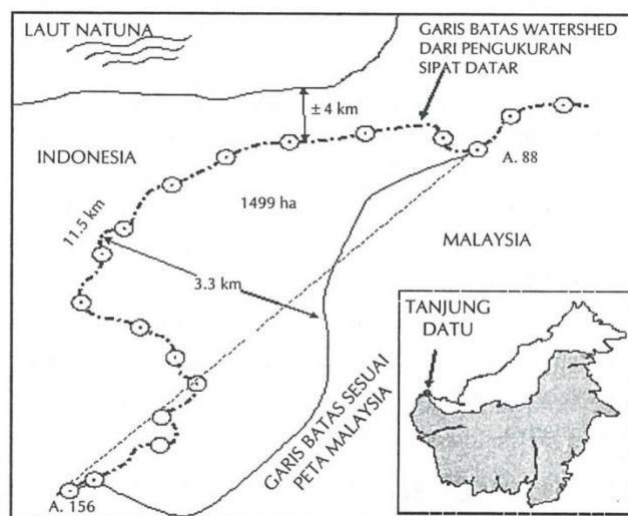 LAUT NATUNA
GARIS BATAS WATERSHED
DARI PENGUKURAN
SIPAT DATAR
± 4 km
INDONESIA
A. 88
1499 ha
11.5 km
MALAYSIA
3.3 km
TANJUNG
DATU
GARIS BATAS SESUAI
PETA MALAYSIA
A. 156